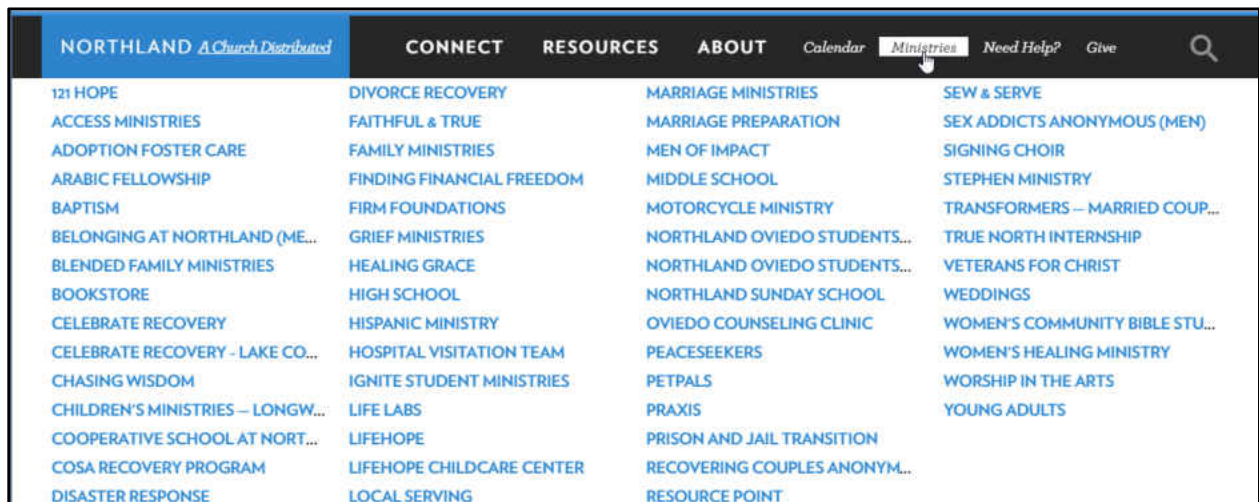 NORTHLAND A Church Distributed CONNECT RESOURCES ABOUT Calendar Ministries Need Help? Give
121 HOPE
ACCESS MINISTRIES
ADOPTION FOSTER CARE
ARABIC FELLOWSHIP
BAPTISM
BELONGING AT NORTHLAND (ME...
BLENDED FAMILY MINISTRIES
BOOKSTORE
CELEBRATE RECOVERY
CELEBRATE RECOVERY - LAKE CO...
CHASING WISDOM
CHILDREN'S MINISTRIES – LONGW...
COOPERATIVE SCHOOL AT NORT...
COSA RECOVERY PROGRAM
DISASTER RESPONSE
DIVORCE RECOVERY
FAITHFUL & TRUE
FAMILY MINISTRIES
FINDING FINANCIAL FREEDOM
FIRM FOUNDATIONS
GRIEF MINISTRIES
HEALING GRACE
HIGH SCHOOL
HISPANIC MINISTRY
HOSPITAL VISITATION TEAM
IGNITE STUDENT MINISTRIES
LIFE LABS
LIFEHOPE
LIFEHOPE CHILDCARE CENTER
LOCAL SERVING
MARRIAGE MINISTRIES
MARRIAGE PREPARATION
MEN OF IMPACT
MIDDLE SCHOOL
MOTORCYCLE MINISTRY
NORTHLAND OVIEDO STUDENTS...
NORTHLAND OVIEDO STUDENTS...
NORTHLAND SUNDAY SCHOOL
OVIEDO COUNSELING CLINIC
PEACESEEKERS
PETPALS
PRAXIS
PRISON AND JAIL TRANSITION
RECOVERING COUPLES ANONYM...
RESOURCE POINT
SEW & SERVE
SEX ADDICTS ANONYMOUS (MEN)
SIGNING CHOIR
STEPHEN MINISTRY
TRANSFORMERS – MARRIED COUP...
TRUE NORTH INTERNSHIP
VETERANS FOR CHRIST
WEDDINGS
WOMEN'S COMMUNITY BIBLE STU...
WOMEN'S HEALING MINISTRY
WORSHIP IN THE ARTS
YOUNG ADULTS